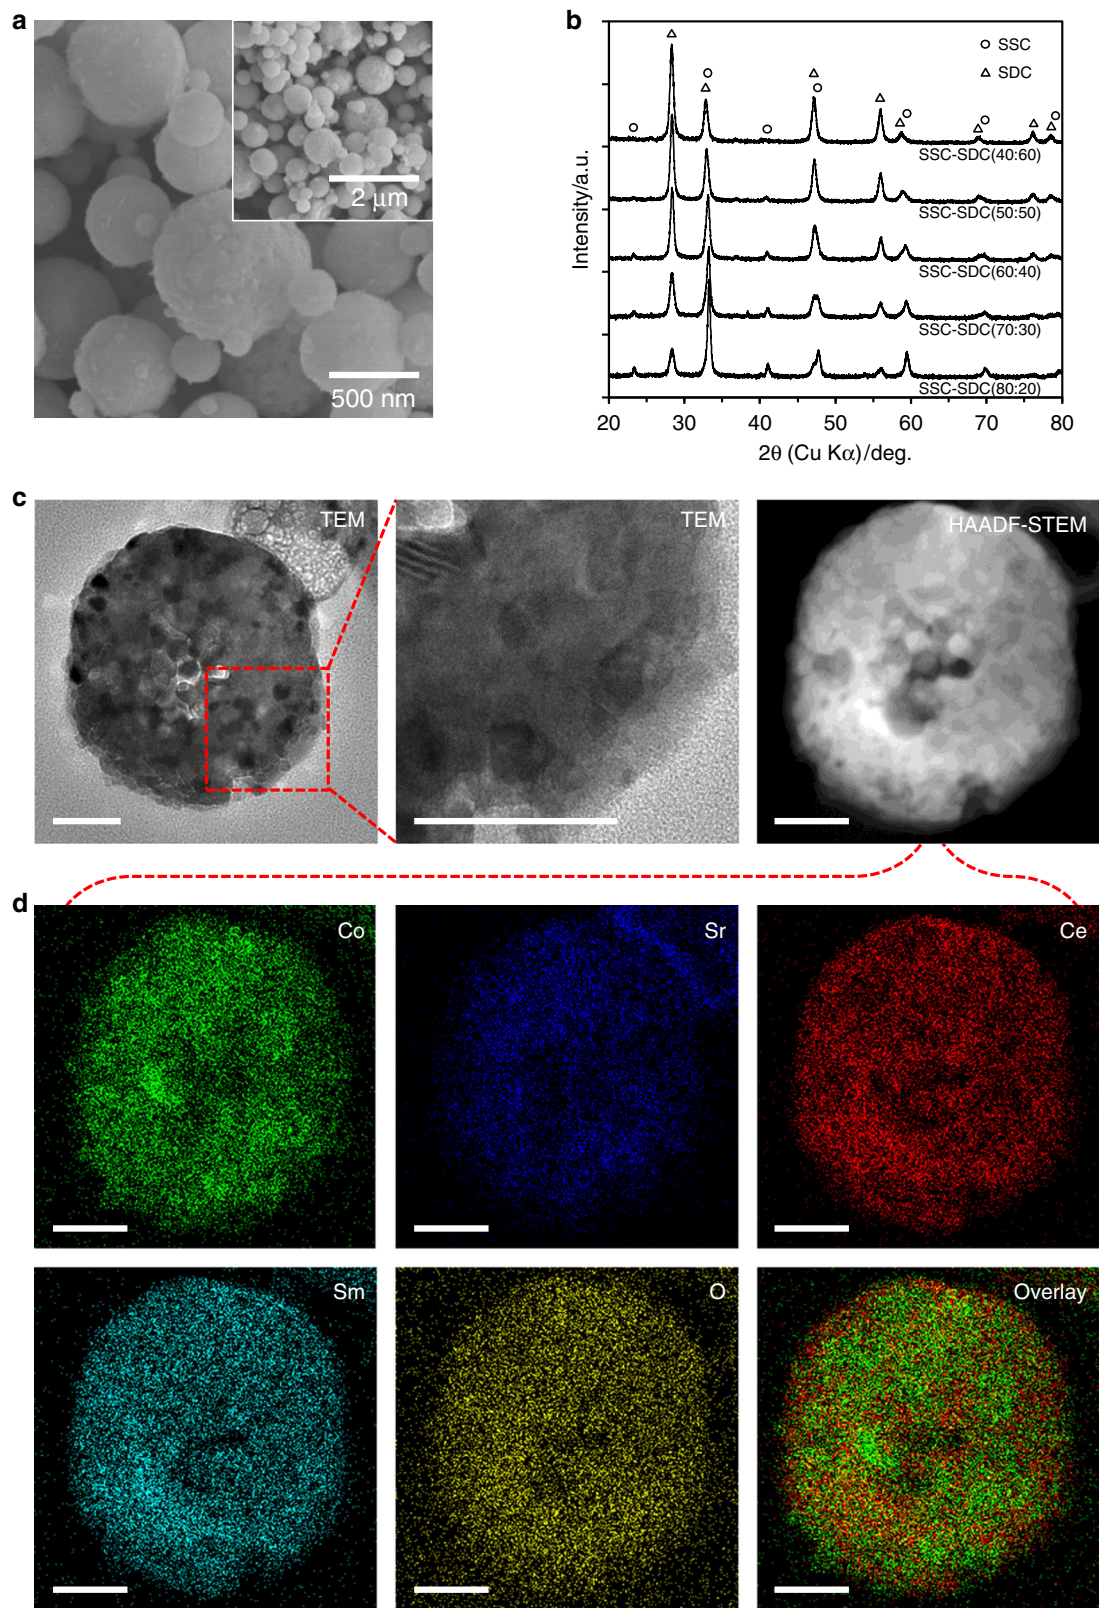 a
2 μm
500 nm
b
SSC
SDC
SSC-SDC(40:60)
SSC-SDC(50:50)
SSC-SDC(60:40)
SSC-SDC(70:30)
SSC-SDC(80:20)
Intensity/a.u.
20 30 40 50 60 70 80
2θ (Cu Kα)/deg.
c
TEM
TEM
HAADF-STEM
d
Co
Sr
Ce
Sm
O
Overlay